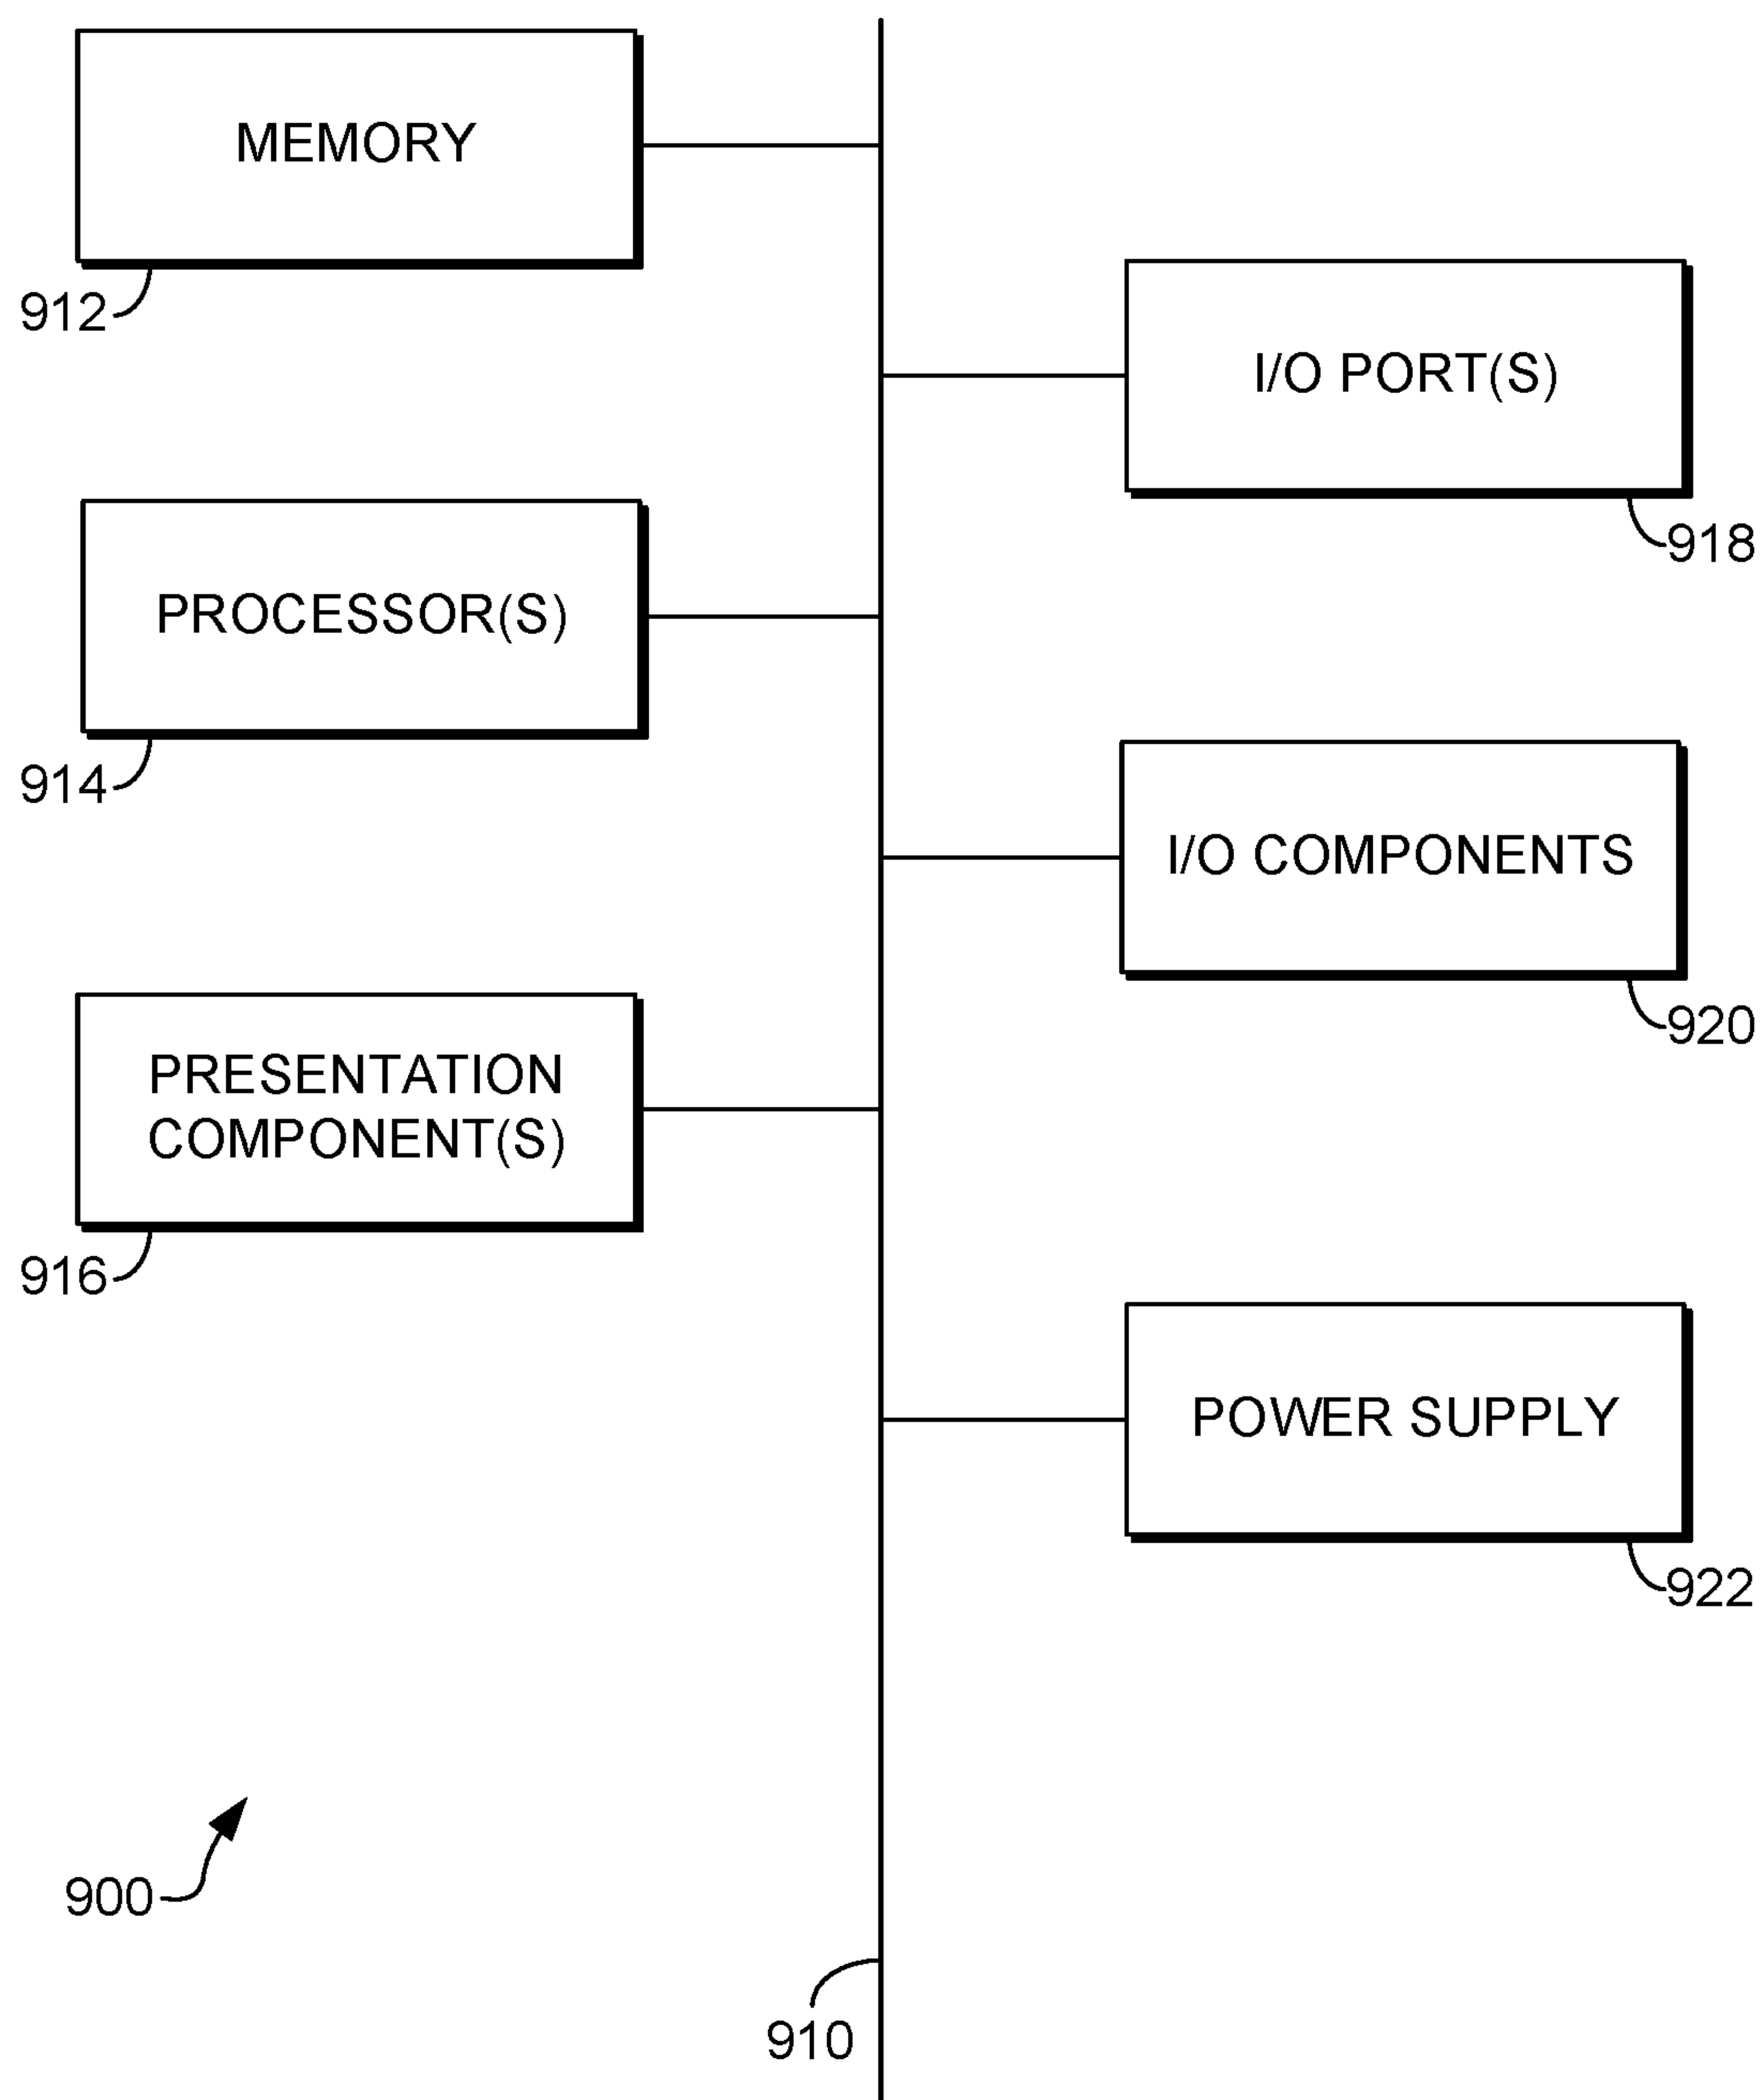 MEMORY
912
I/O PORT(S)
918
PROCESSOR(S)
914
I/O COMPONENTS
920
PRESENTATION
COMPONENT(S)
916
POWER SUPPLY
922
900
910